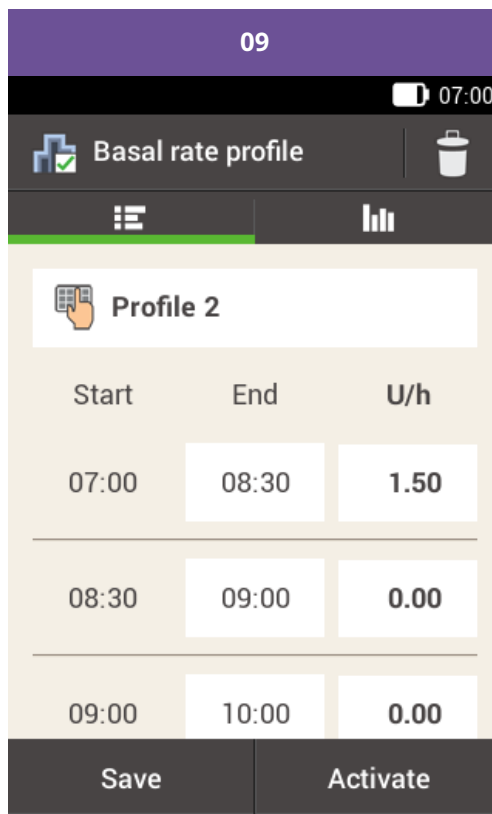 09
07:00
Basal rate profile
Profile 2
Start End U/h
07:00 08:30 1.50
08:30 09:00 0.00
09:00 10:00 0.00
Save Activate